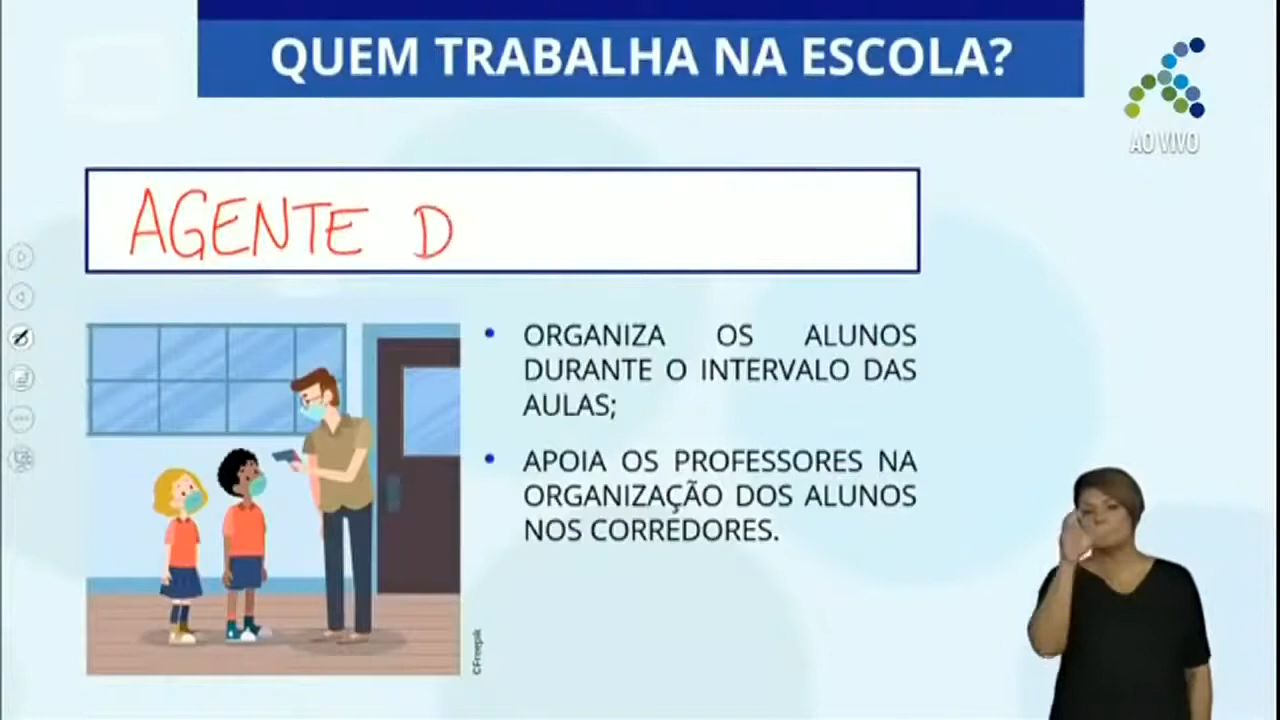 QUEM TRABALHA NA ESCOLA?
AO VIVO
AGENTE D
• ORGANIZA OS ALUNOS
DURANTE O INTERVALO DAS
AULAS;
• APOIA OS PROFESSORES NA
ORGANIZAÇÃO DOS ALUNOS
NOS CORREDORES.
©Freepik